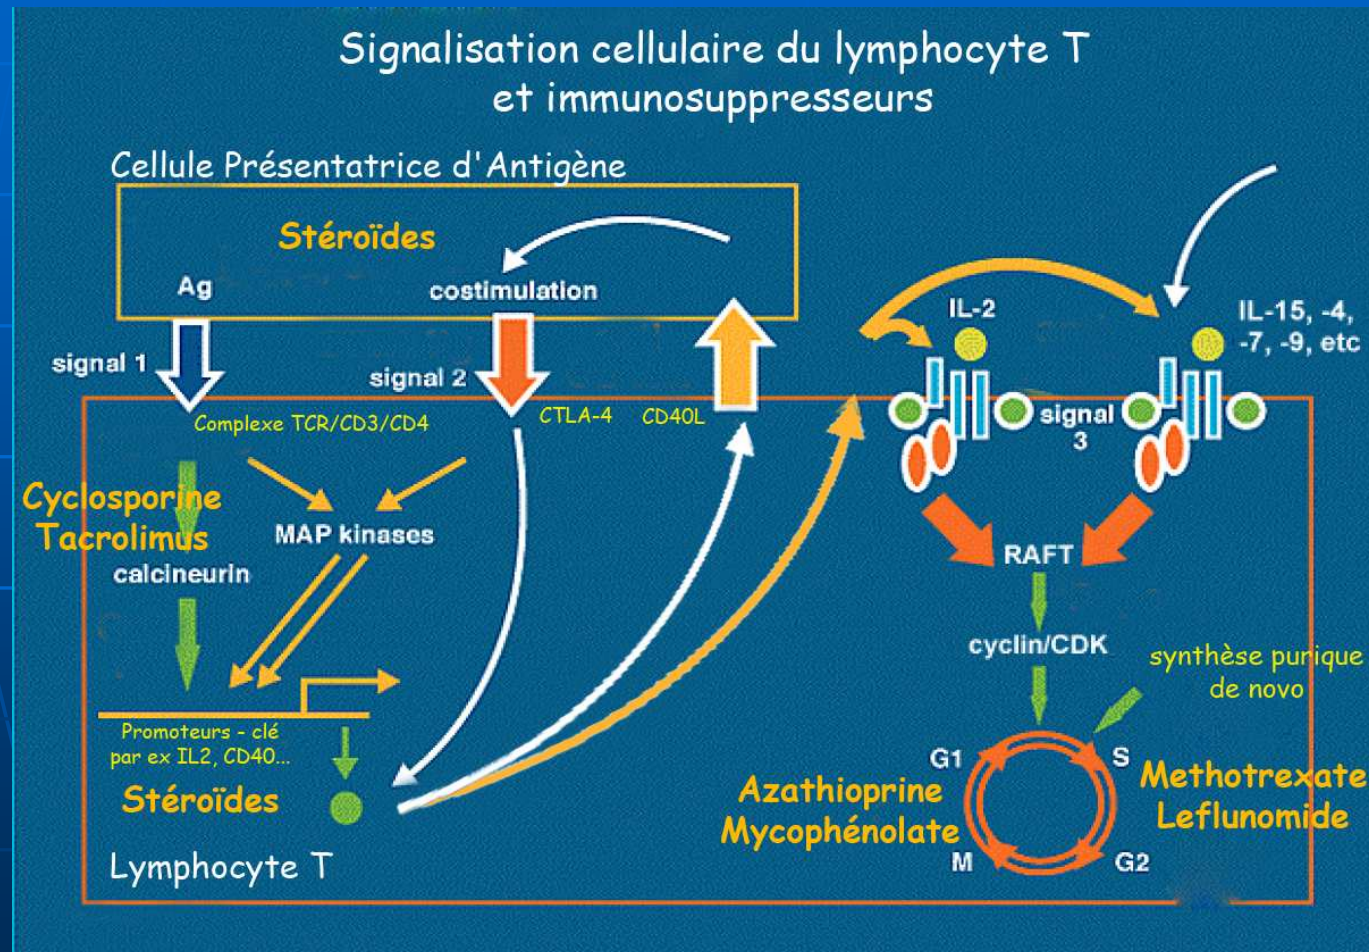 Signalisation cellulaire du lymphocyte T
et immunosuppresseurs
Cellule Présentatrice d'Antigène
Stéroïdes
Ag
costimulation
signal 1
signal 2
Complexe TCR/CD3/CD4
CTLA-4
CD40L
IL-2
IL-15, -4,
-7, -9, etc
signal
3
Cyclosporine
Tacrolimus
MAP kinases
calcineurin
RAFT
cyclin/CDK
synthèse purique
de novo
Promoteurs - clé
par ex IL2, CD40...
Stéroïdes
Lymphocyte T
G1
S
Azathioprine
Mycophénolate
Methotrexate
Leflunomide
M
G2